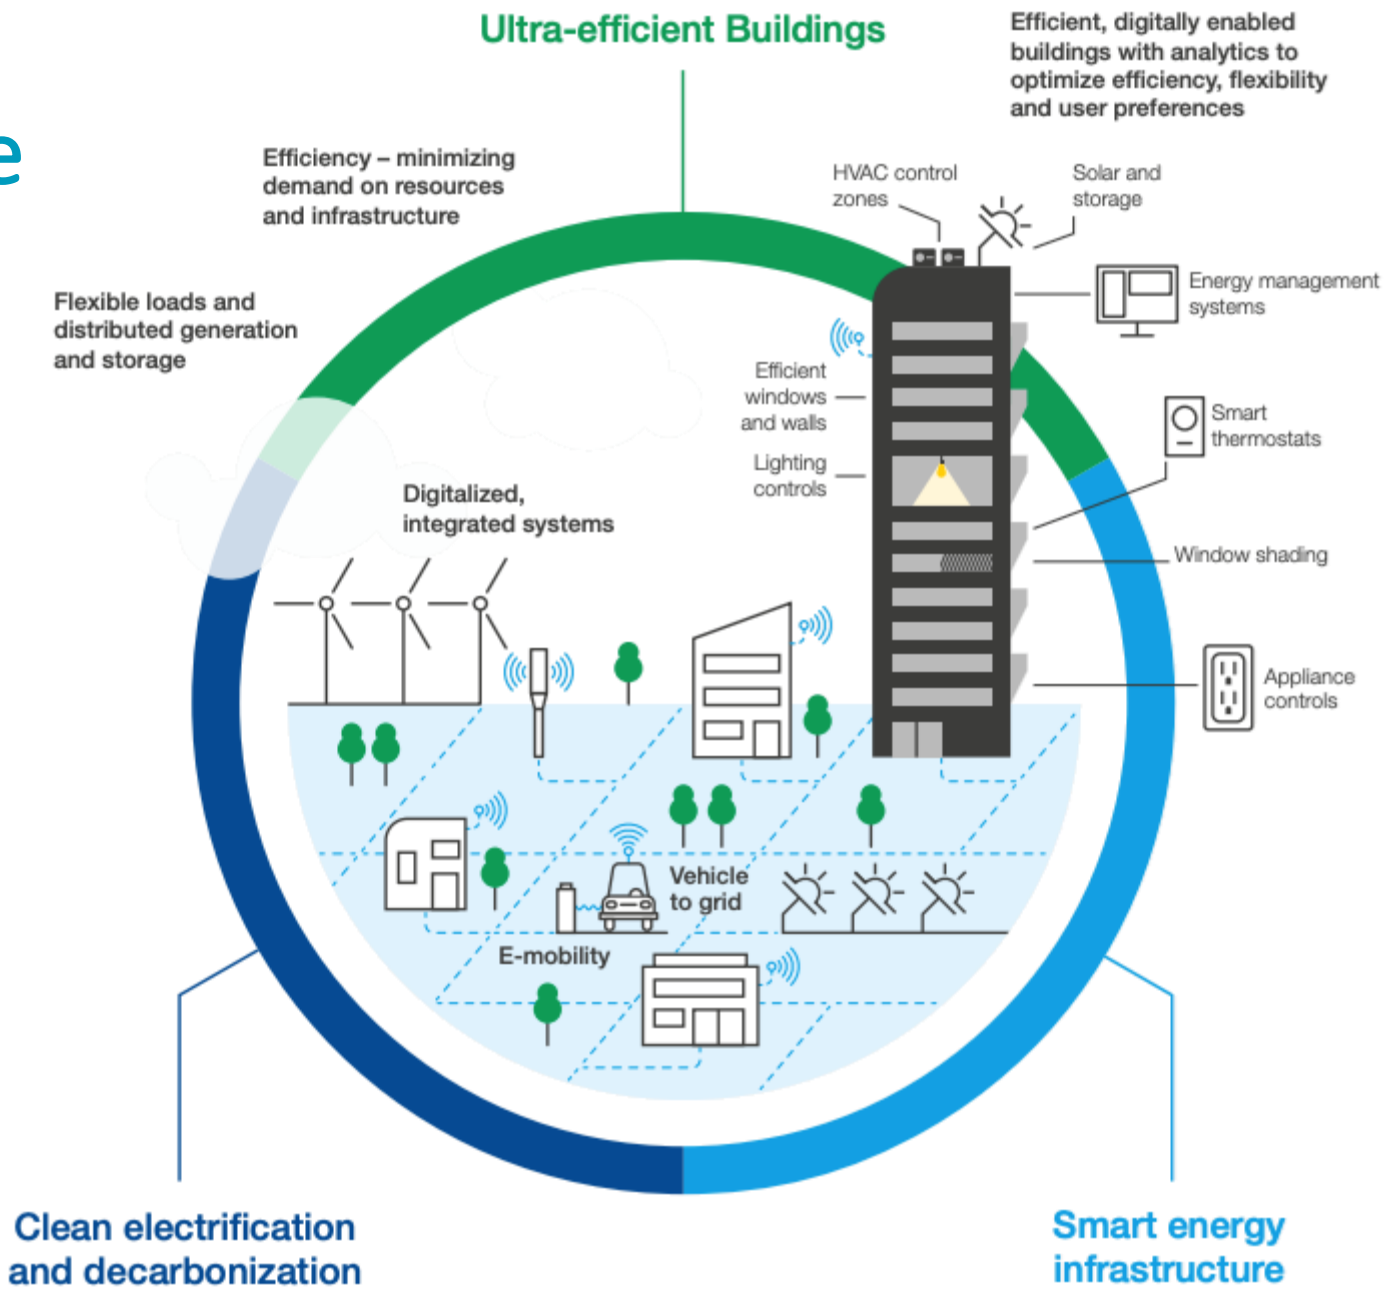 Ultra-efficient Buildings
Efficient, digitally enabled
buildings with analytics to
optimize efficiency, flexibility
and user preferences
e
Efficiency – minimizing
demand on resources
and infrastructure
HVAC control
zones
Solar and
storage
Flexible loads and
distributed generation
and storage
Energy management
systems
Efficient
windows
and walls
Smart
thermostats
Lighting
controls
Digitalized,
integrated systems
Window shading
Appliance
controls
Vehicle
to grid
E-mobility
Clean electrification
and decarbonization
Smart energy
infrastructure